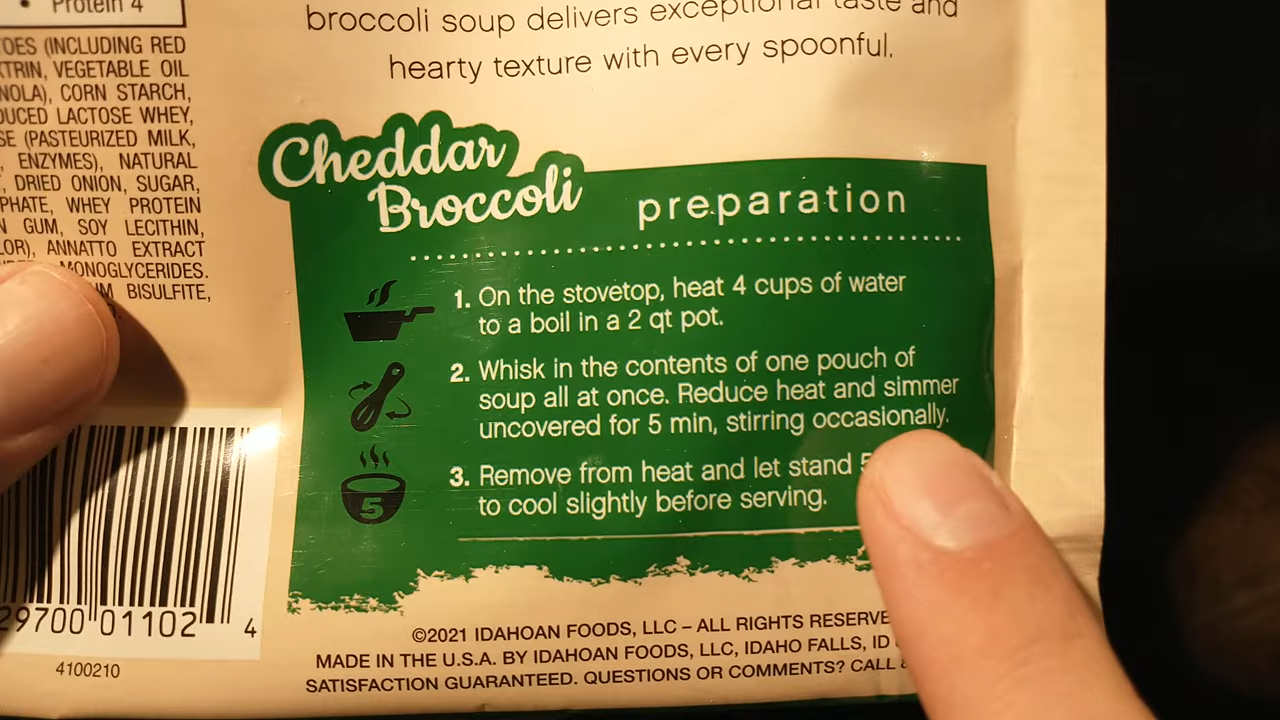 • Protein 4
OES (INCLUDING RED
TRIN, VEGETABLE OIL
NOLA), CORN STARCH,
DUCED LACTOSE WHEY,
SE (PASTEURIZED MILK,
, ENZYMES), NATURAL
, DRIED ONION, SUGAR,
PHATE, WHEY PROTEIN
N GUM, SOY LECITHIN,
LOR), ANNATTO EXTRACT
MONOGLYCERIDES.
BISULFITE,
broccoli soup delivers exceptional taste and
hearty texture with every spoonful.
Cheddar
Broccoli
preparation
1. On the stovetop, heat 4 cups of water
to a boil in a 2 qt pot.
2. Whisk in the contents of one pouch of
soup all at once. Reduce heat and simmer
uncovered for 5 min, stirring occasionally.
3. Remove from heat and let stand 5
to cool slightly before serving.
5
29700 01102 4
4100210
©2021 IDAHOAN FOODS, LLC – ALL RIGHTS RESERVE
MADE IN THE U.S.A. BY IDAHOAN FOODS, LLC, IDAHO FALLS, ID
SATISFACTION GUARANTEED. QUESTIONS OR COMMENTS? CALL